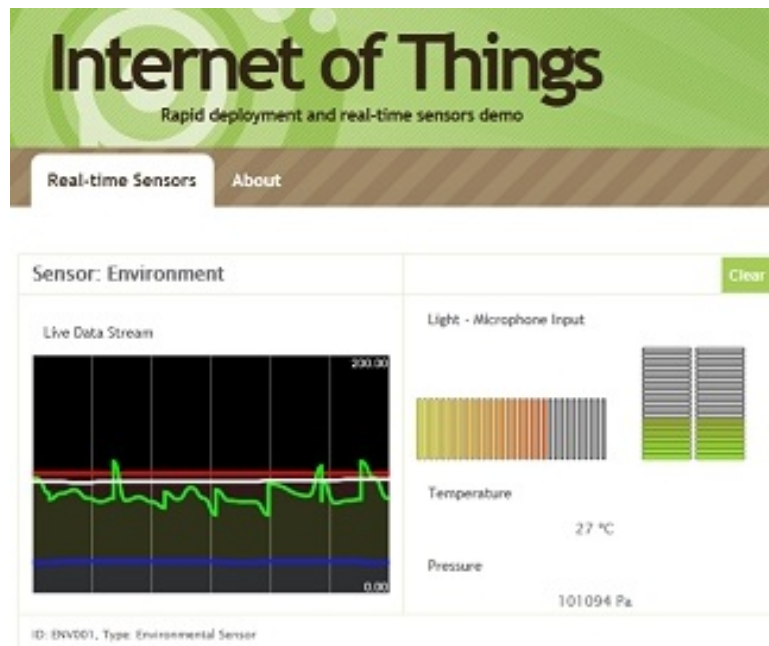 Internet of Things
Rapid deployment and real-time sensors demo
Real-time Sensors About
Sensor: Environment
Clear
Live Data Stream
Light - Microphone Input
200.00
0.00
Temperature
27 °C
Pressure
101094 Pa
ID: ENV001, Type: Environmental Sensor